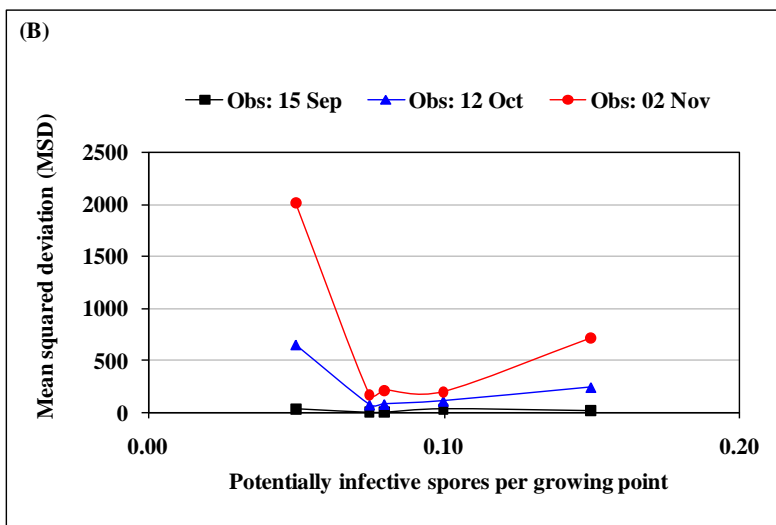 (B)
Obs: 15 Sep Obs: 12 Oct Obs: 02 Nov
Mean squared deviation (MSD)
2500
2000
1500
1000
500
0
0.00 0.10 0.20
Potentially infective spores per growing point